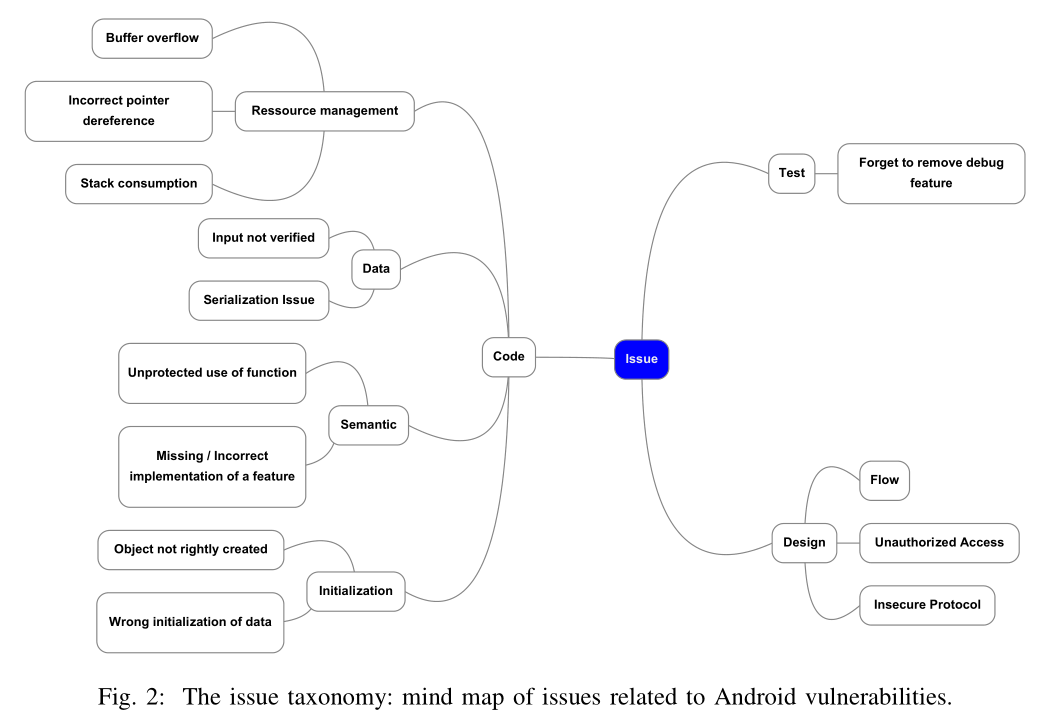 Buffer overflow
Incorrect pointer
dereference
Ressource management
Stack consumption
Input not verified
Data
Serialization Issue
Unprotected use of function
Semantic
Missing / Incorrect
implementation of a feature
Object not rightly created
Initialization
Wrong initialization of data
Code
Issue
Test
Forget to remove debug
feature
Flow
Design
Unauthorized Access
Insecure Protocol
Fig. 2: The issue taxonomy: mind map of issues related to Android vulnerabilities.